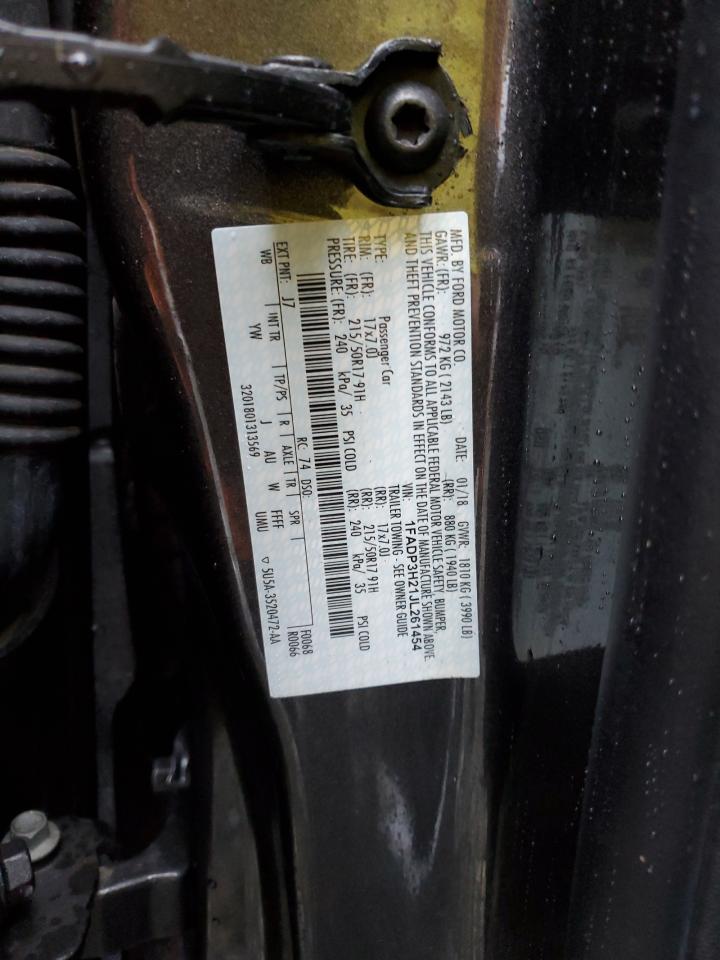 MFD. BY FORD MOTOR CO. DATE: 01/18 GVWR: 1810 KG ( 3990 LB)
GAWR: (FR): 972 KG ( 2143 LB) (RR): 880 KG ( 1940 LB)
THIS VEHICLE CONFORMS TO ALL APPLICABLE FEDERAL MOTOR VEHICLE SAFETY, BUMPER,
AND THEFT PREVENTION STANDARDS IN EFFECT ON THE DATE OF MANUFACTURE SHOWN ABOVE.
VIN: 1FADP3H21JL261454
TYPE: Passenger Car TRAILER TOWING - SEE OWNER GUIDE
RIM: (FR): 17x7.0J (RR): 17x7.0J
TIRE: (FR): 215/50R17 91H (RR): 215/50R17 91H
PRESSURE: (FR): 240 kPa/ 35 PSI COLD (RR): 240 kPa/ 35 PSI COLD
EXT PNT: J7 RC: 74 DSO: F0068
R0066
WB INT TR TP/PS R AXLE TR SPR
YW J AU W FFFF UMU
3201801313569 ▽ 5U5A-3520472-AA